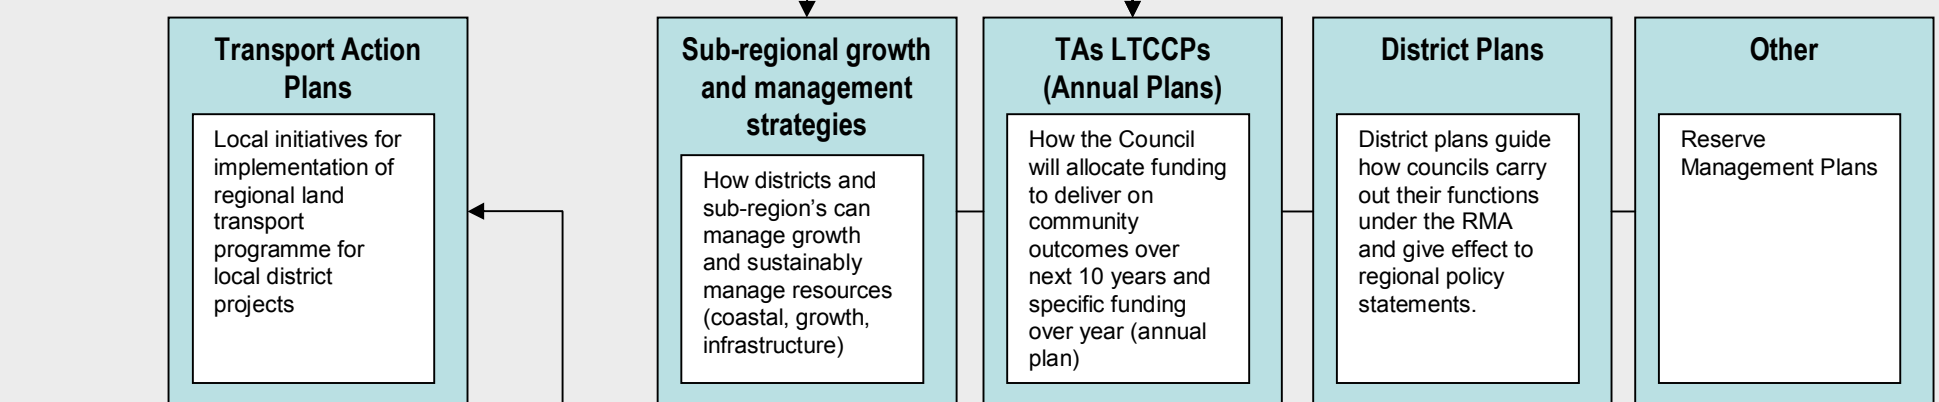 Transport Action
Plans
Local initiatives for
implementation of
regional land
transport
programme for
local district
projects
Sub-regional growth
and management
strategies
How districts and
sub-region’s can
manage growth
and sustainably
manage resources
(coastal, growth,
infrastructure)
TAs LTCCPs
(Annual Plans)
How the Council
will allocate funding
to deliver on
community
outcomes over
next 10 years and
specific funding
over year (annual
plan)
District Plans
District plans guide
how councils carry
out their functions
under the RMA
and give effect to
regional policy
statements.
Other
Reserve
Management Plans